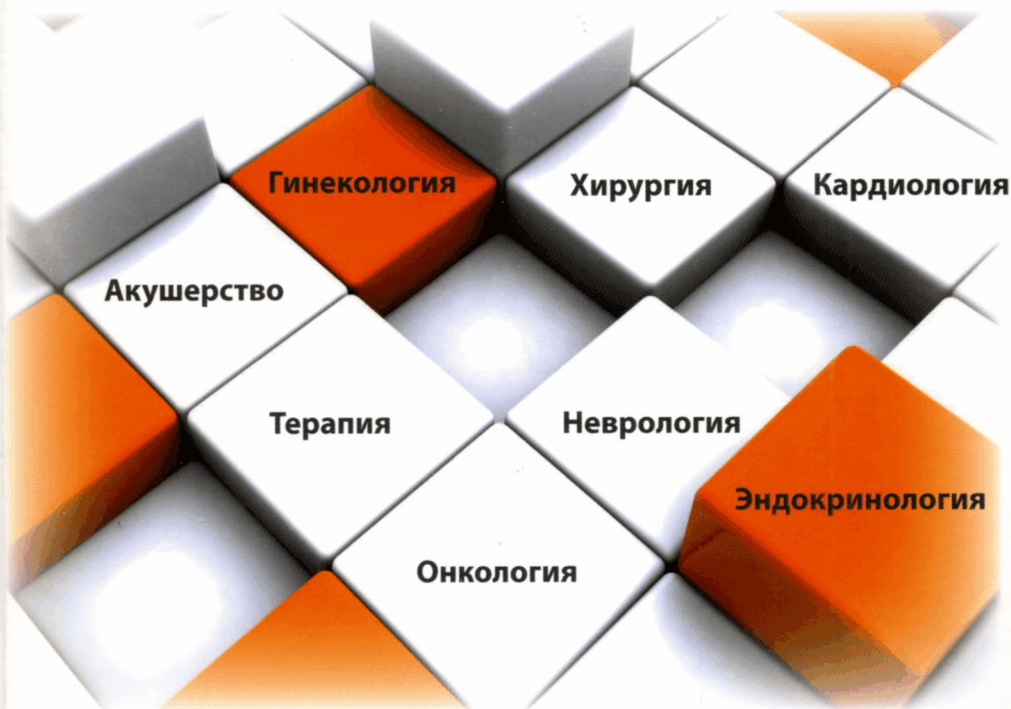 Гинекология
Хирургия
Кардиология
Акушерство
Терапия
Неврология
Эндокринология
Онкология